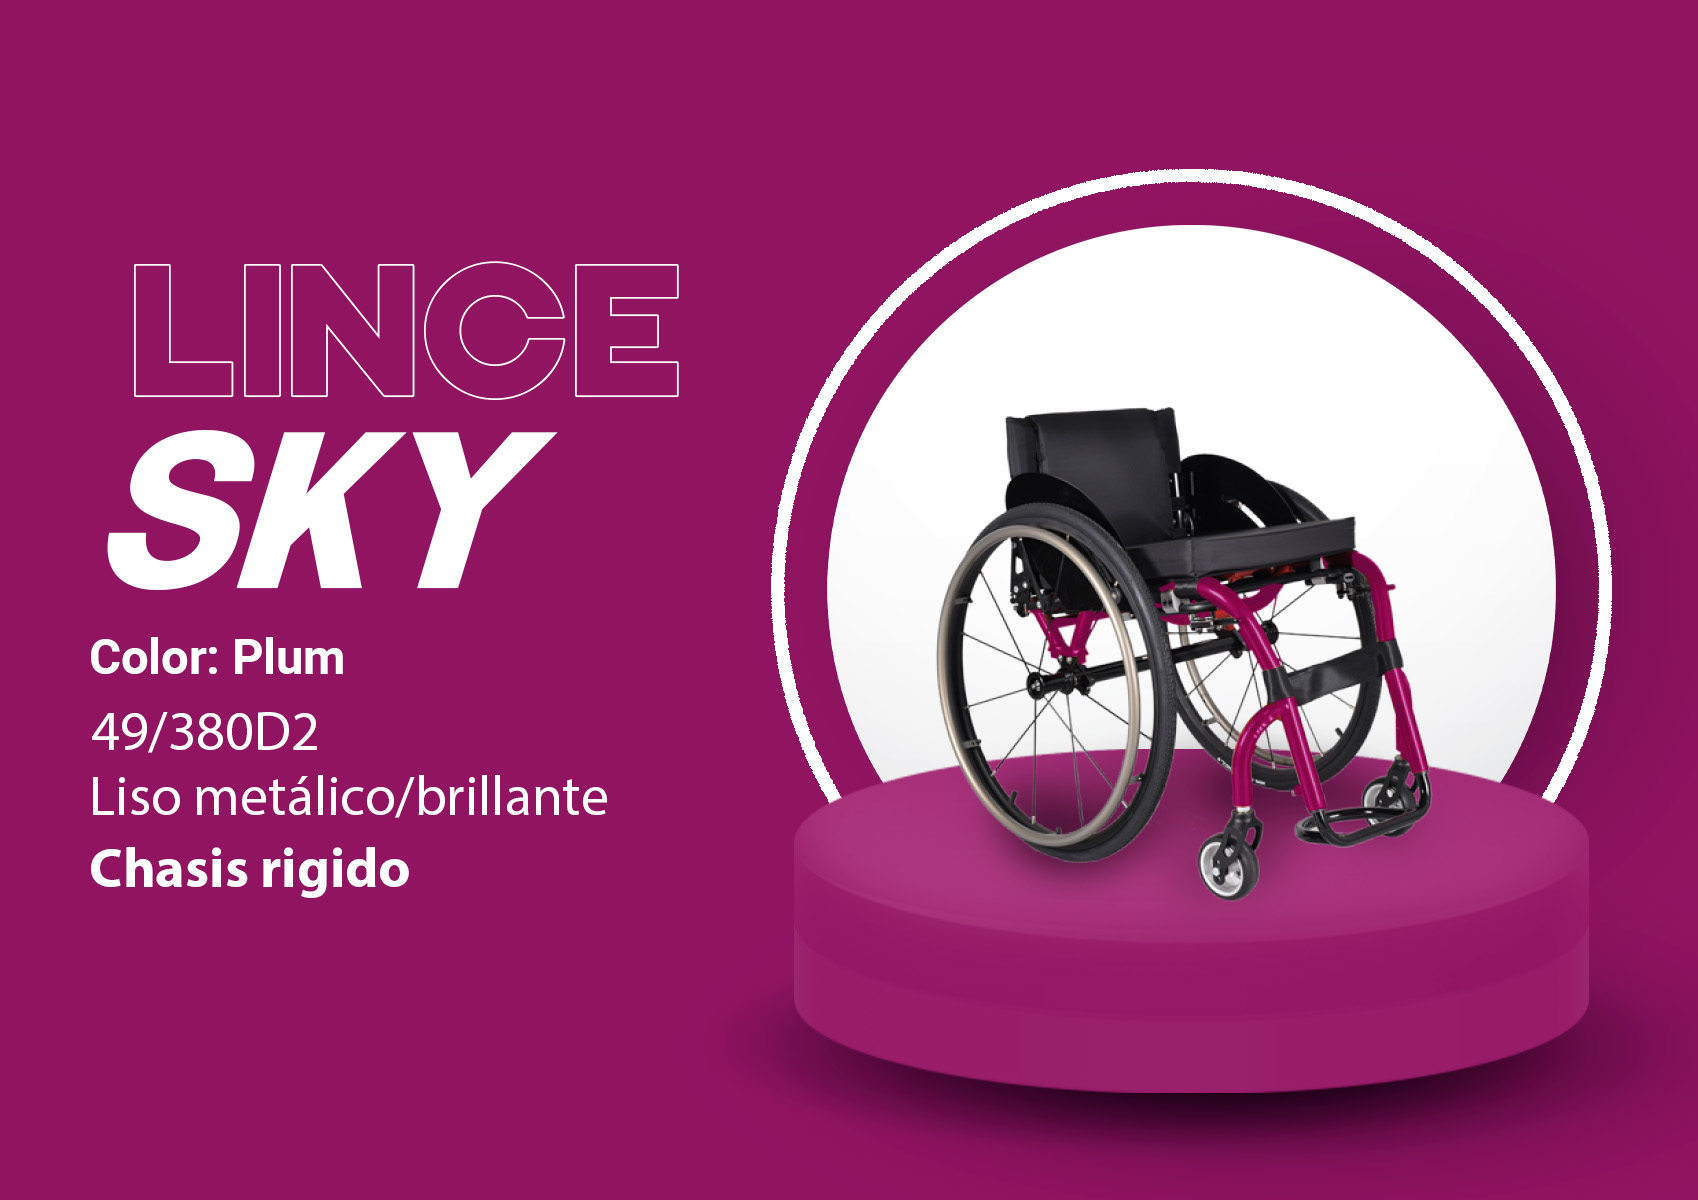 LINCE
SKY
Color: Plum
49/380D2
Liso metálico/brillante
Chasis rigido